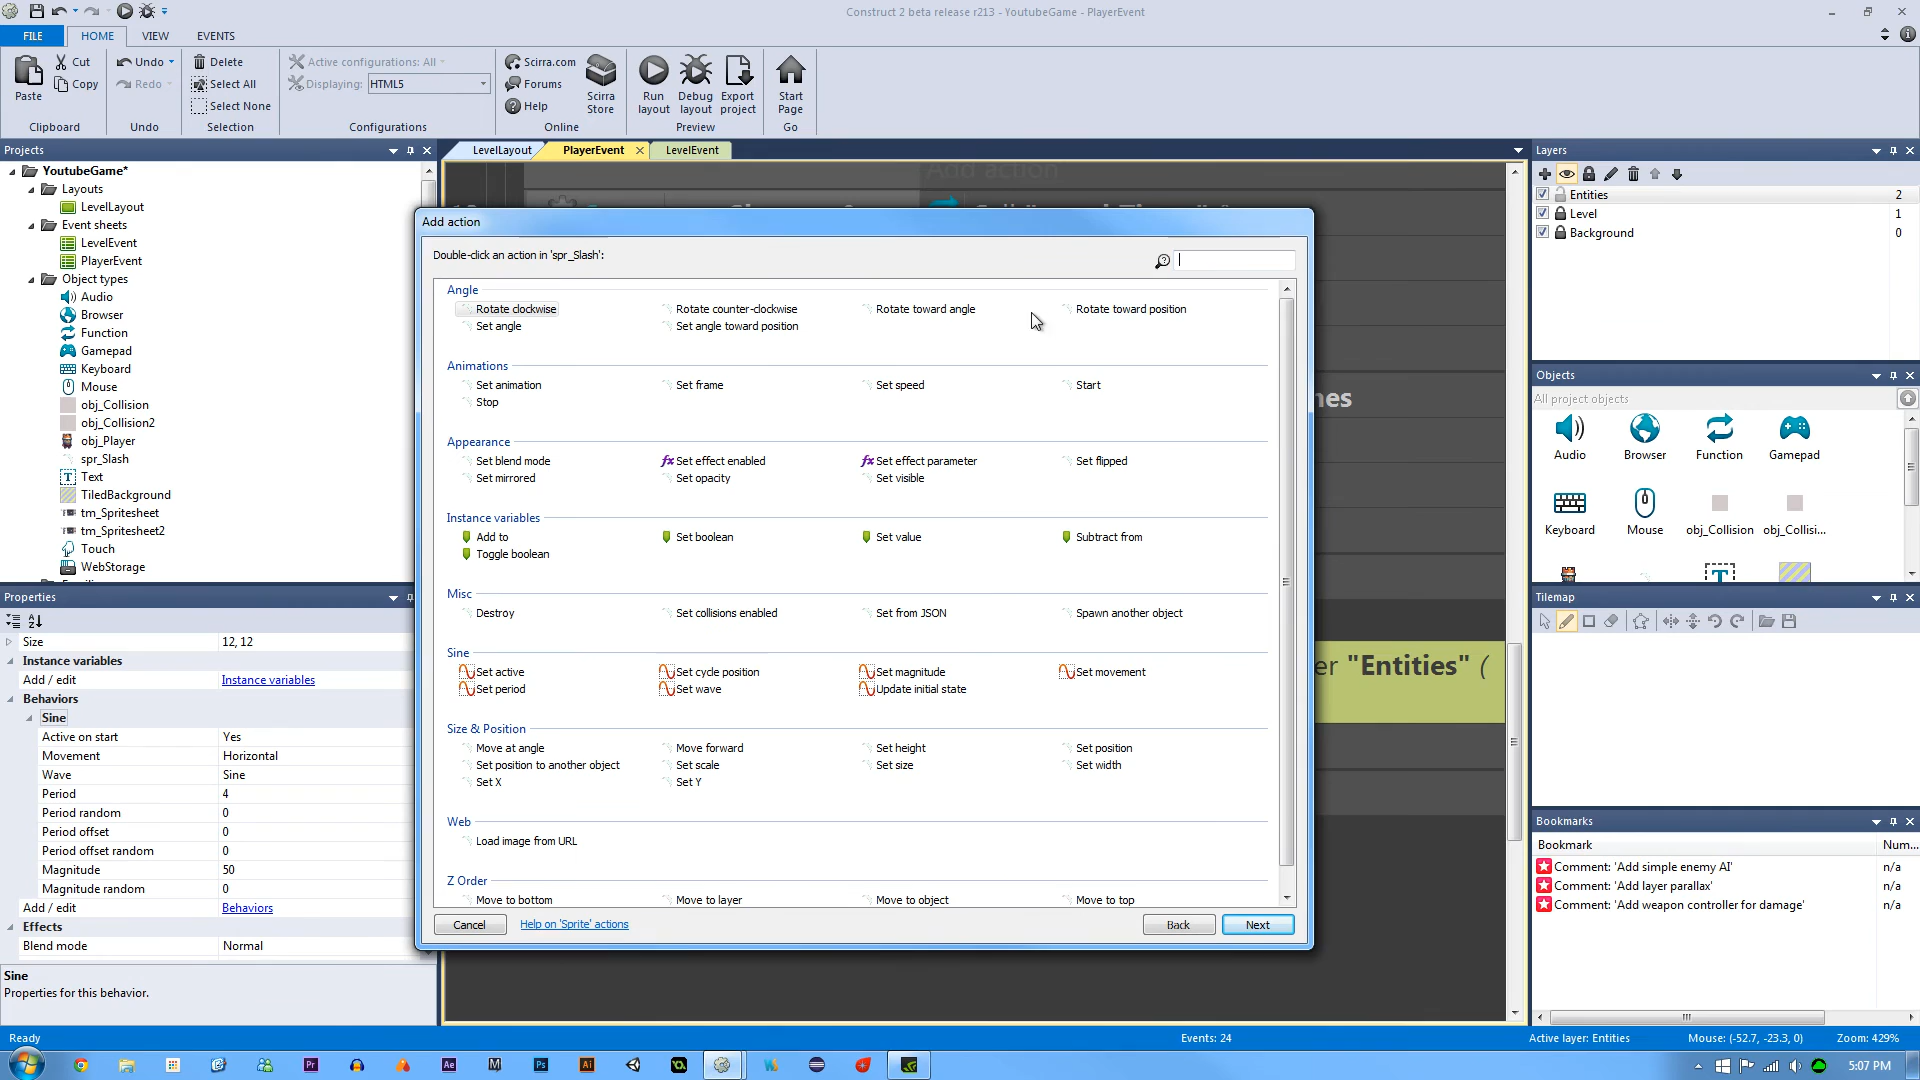 Construct 2 beta release r213 - YoutubeGame - PlayerEvent
FILE HOME VIEW EVENTS
Paste Cut Copy Undo Redo Delete Select All Select None Active configurations: All Displaying: HTML5 Scirra.com Forums Help Scirra Store Run layout Debug layout Export project Start Page
Clipboard Undo Selection Configurations Online Preview Go
Projects
YoutubeGame*
Layouts
LevelLayout
Event sheets
LevelEvent
PlayerEvent
Object types
Audio
Browser
Function
Gamepad
Keyboard
Mouse
obj_Collision
obj_Collision2
obj_Player
spr_Slash
Text
TiledBackground
tm_Spritesheet
tm_Spritesheet2
Touch
WebStorage
Properties
Size 12, 12
Instance variables
Add / edit Instance variables
Behaviors
Sine
Active on start Yes
Movement Horizontal
Wave Sine
Period 4
Period random 0
Period offset 0
Period offset random 0
Magnitude 50
Magnitude random 0
Add / edit Behaviors
Effects
Blend mode Normal
Sine
Properties for this behavior.
LevelLayout PlayerEvent LevelEvent
Add action
Add action
Double-click an action in 'spr_Slash':
Angle
Rotate clockwise Rotate counter-clockwise Rotate toward angle Rotate toward position
Set angle Set angle toward position
Animations
Set animation Set frame Set speed Start
Stop
Appearance
Set blend mode Set effect enabled Set effect parameter Set flipped
Set mirrored Set opacity Set visible
Instance variables
Add to Set boolean Set value Subtract from
Toggle boolean
Misc
Destroy Set collisions enabled Set from JSON Spawn another object
Sine
Set active Set cycle position Set magnitude Set movement
Set period Set wave Update initial state
Size & Position
Move at angle Move forward Set height Set position
Set position to another object Set scale Set size Set width
Set X Set Y
Web
Load image from URL
Z Order
Move to bottom Move to layer Move to object Move to top
Cancel Help on 'Sprite' actions Back Next
nes
er "Entities" (
Layers
Entities 2
Level 1
Background 0
Objects
All project objects
Audio Browser Function Gamepad
Keyboard Mouse obj_Collision obj_Collisi...
Tilemap
Bookmarks
Bookmark Num...
Comment: 'Add simple enemy AI' n/a
Comment: 'Add layer parallax' n/a
Comment: 'Add weapon controller for damage' n/a
Ready Events: 24 Active layer: Entities Mouse: (-52.7, -23.3, 0) Zoom: 429%
5:07 PM